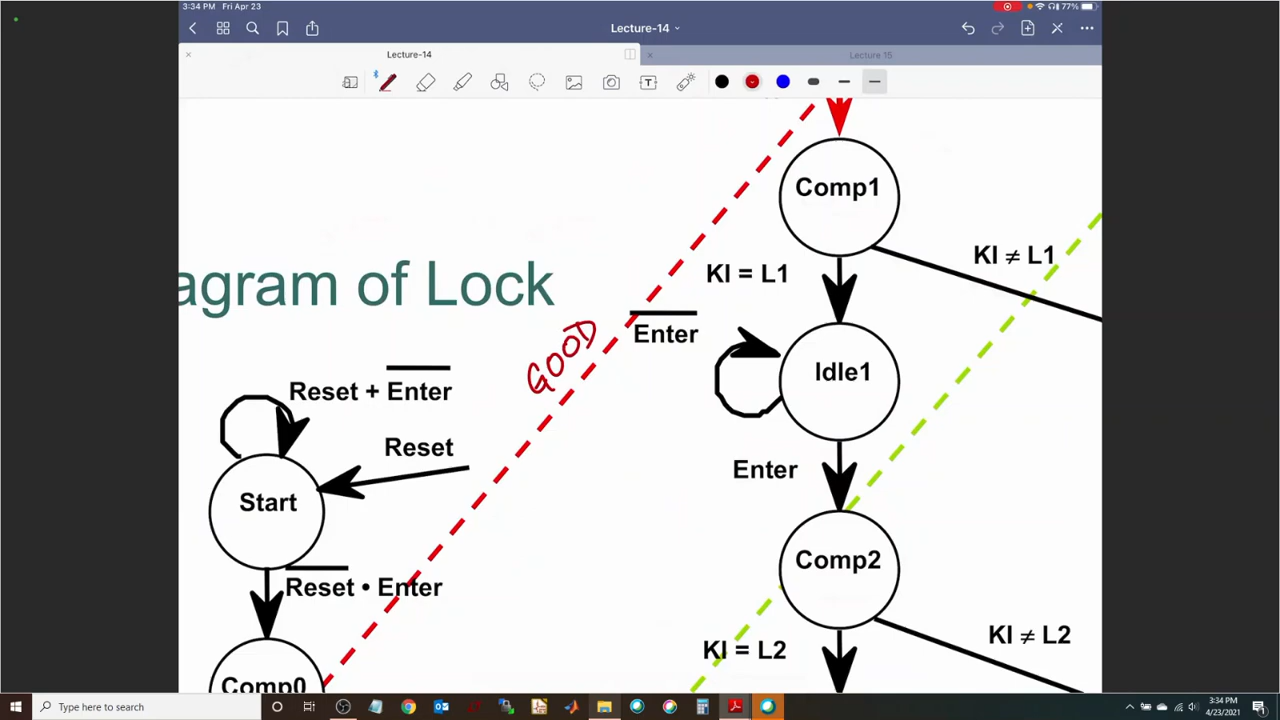 3:34 PM Fri Apr 23
77%
Lecture-14
Lecture-14
Lecture 15
T
Comp1
KI = L1
KI ≠ L1
agram of Lock
Enter
GOOD
Idle1
Reset + Enter
Reset
Enter
Start
Comp2
Reset • Enter
KI = L2
KI ≠ L2
Comp0
Type here to search
3:34 PM
4/23/2021